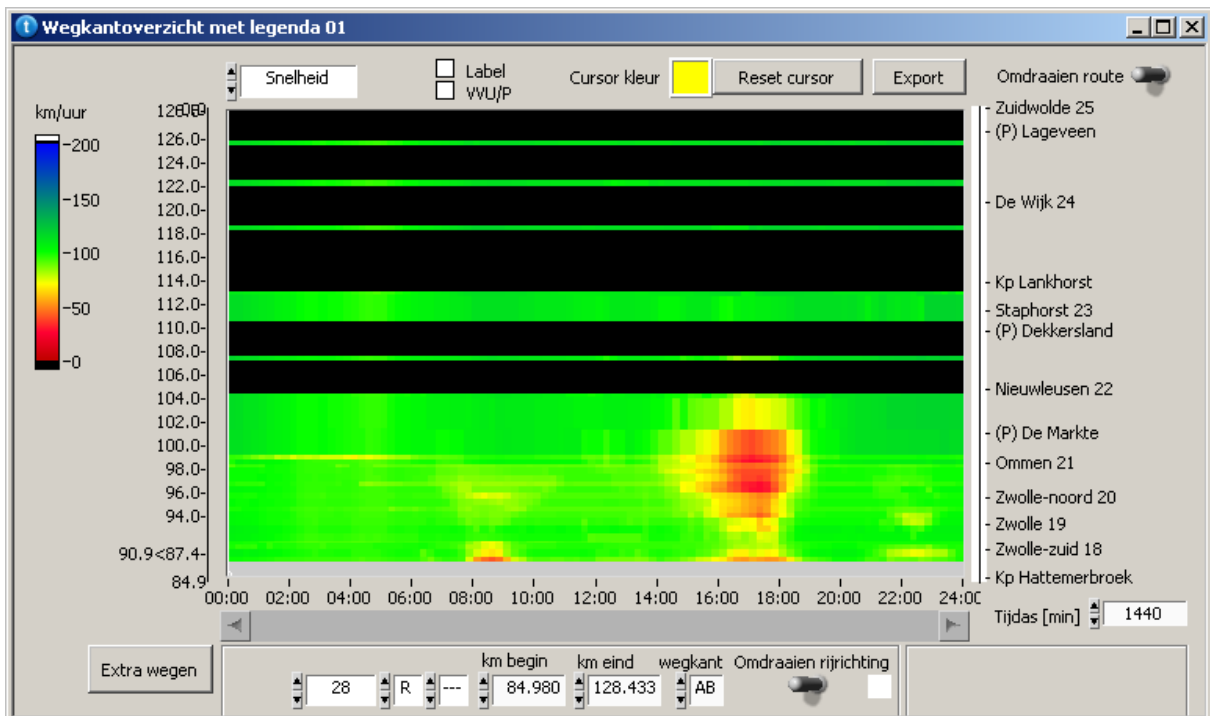 Wegkantoverzicht met legenda 01
Snelheid
Label
VVU/P
Cursor kleur
Reset cursor
Export
Omdraaien route
km/uur
200
150
100
50
0
126.0
124.0
122.0
120.0
118.0
116.0
114.0
112.0
110.0
108.0
106.0
104.0
102.0
100.0
98.0
96.0
94.0
90.9<87.4
84.9
Zuidwolde 25
(P) Lageveen
De Wijk 24
Kp Lankhorst
Staphorst 23
(P) Dekkersland
Nieuwleusen 22
(P) De Markte
Ommen 21
Zwolle-noord 20
Zwolle 19
Zwolle-zuid 18
Kp Hattemerbroek
00:00 02:00 04:00 06:00 08:00 10:00 12:00 14:00 16:00 18:00 20:00 22:00 24:00
Tijdas [min] 1440
Extra wegen
km begin km eind wegkant Omdraaien rijrichting
28 R --- 84.980 128.433 AB